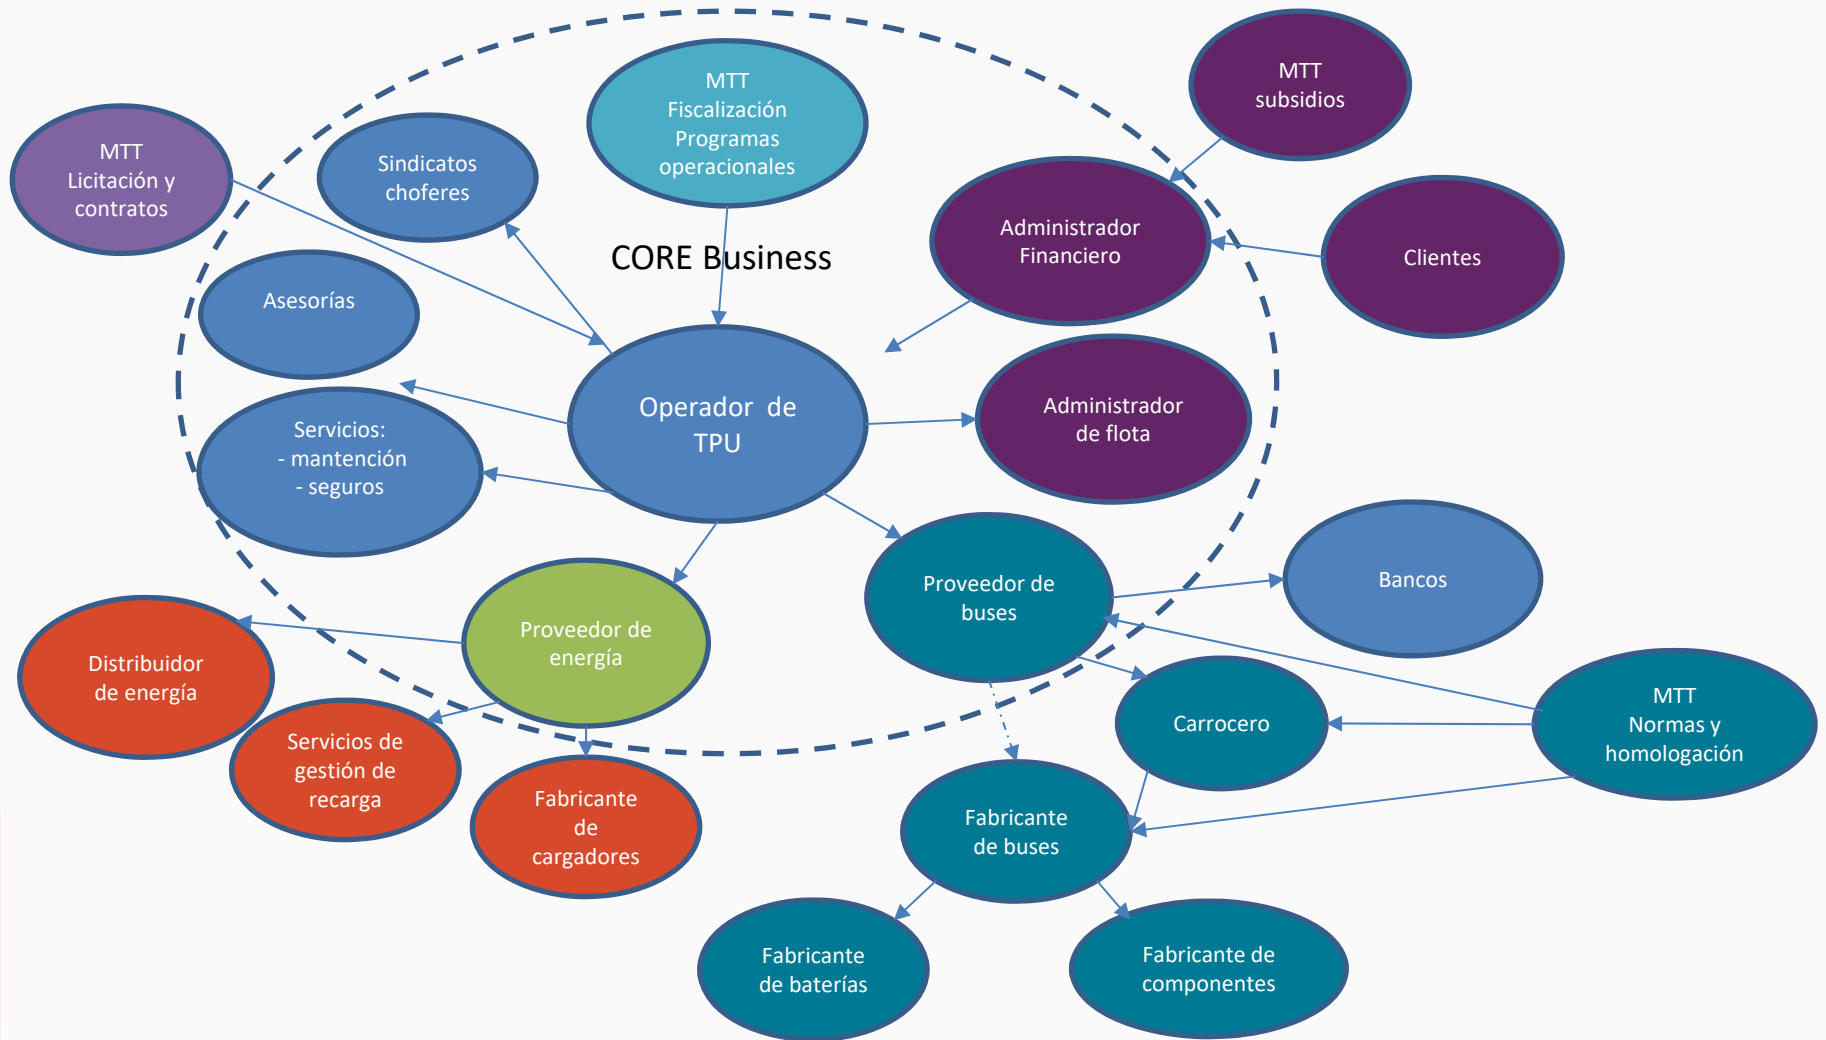 MTT
subsidios
MTT
Fiscalización
Programas
operacionales
MTT
Licitación y
contratos
Sindicatos
choferes
Administrador
Financiero
Clientes
CORE Business
Asesorías
Operador de
TPU
Administrador
de flota
Servicios:
- mantención
- seguros
Proveedor de
buses
Bancos
Proveedor de
energía
Distribuidor
de energía
Carrocero
MTT
Normas y
homologación
Servicios de
gestión de
recarga
Fabricante
de
cargadores
Fabricante
de buses
Fabricante
de baterías
Fabricante de
componentes